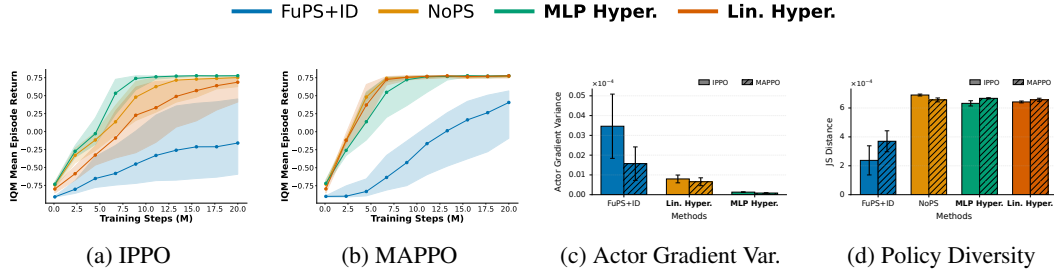 FuPS+ID NoPS MLP Hyper. Lin. Hyper.
IQM Mean Episode Return
0.75
0.50
0.25
0.00
−0.25
−0.50
−0.75
0.0 2.5 5.0 7.5 10.0 12.5 15.0 17.5 20.0
Training Steps (M)
(a) IPPO
IQM Mean Episode Return
0.75
0.50
0.25
0.00
−0.25
−0.50
−0.75
0.0 2.5 5.0 7.5 10.0 12.5 15.0 17.5 20.0
Training Steps (M)
(b) MAPPO
×10⁻⁴
IPPO MAPPO
Actor Gradient Variance
0.05
0.04
0.03
0.02
0.01
0.00
FuPS+ID Lin. Hyper. MLP Hyper.
Methods
(c) Actor Gradient Var.
×10⁻⁴
IPPO MAPPO
JS Distance
6 × 10⁻⁴
4 × 10⁻⁴
2 × 10⁻⁴
0
FuPS+ID NoPS MLP Hyper. Lin. Hyper.
Methods
(d) Policy Diversity